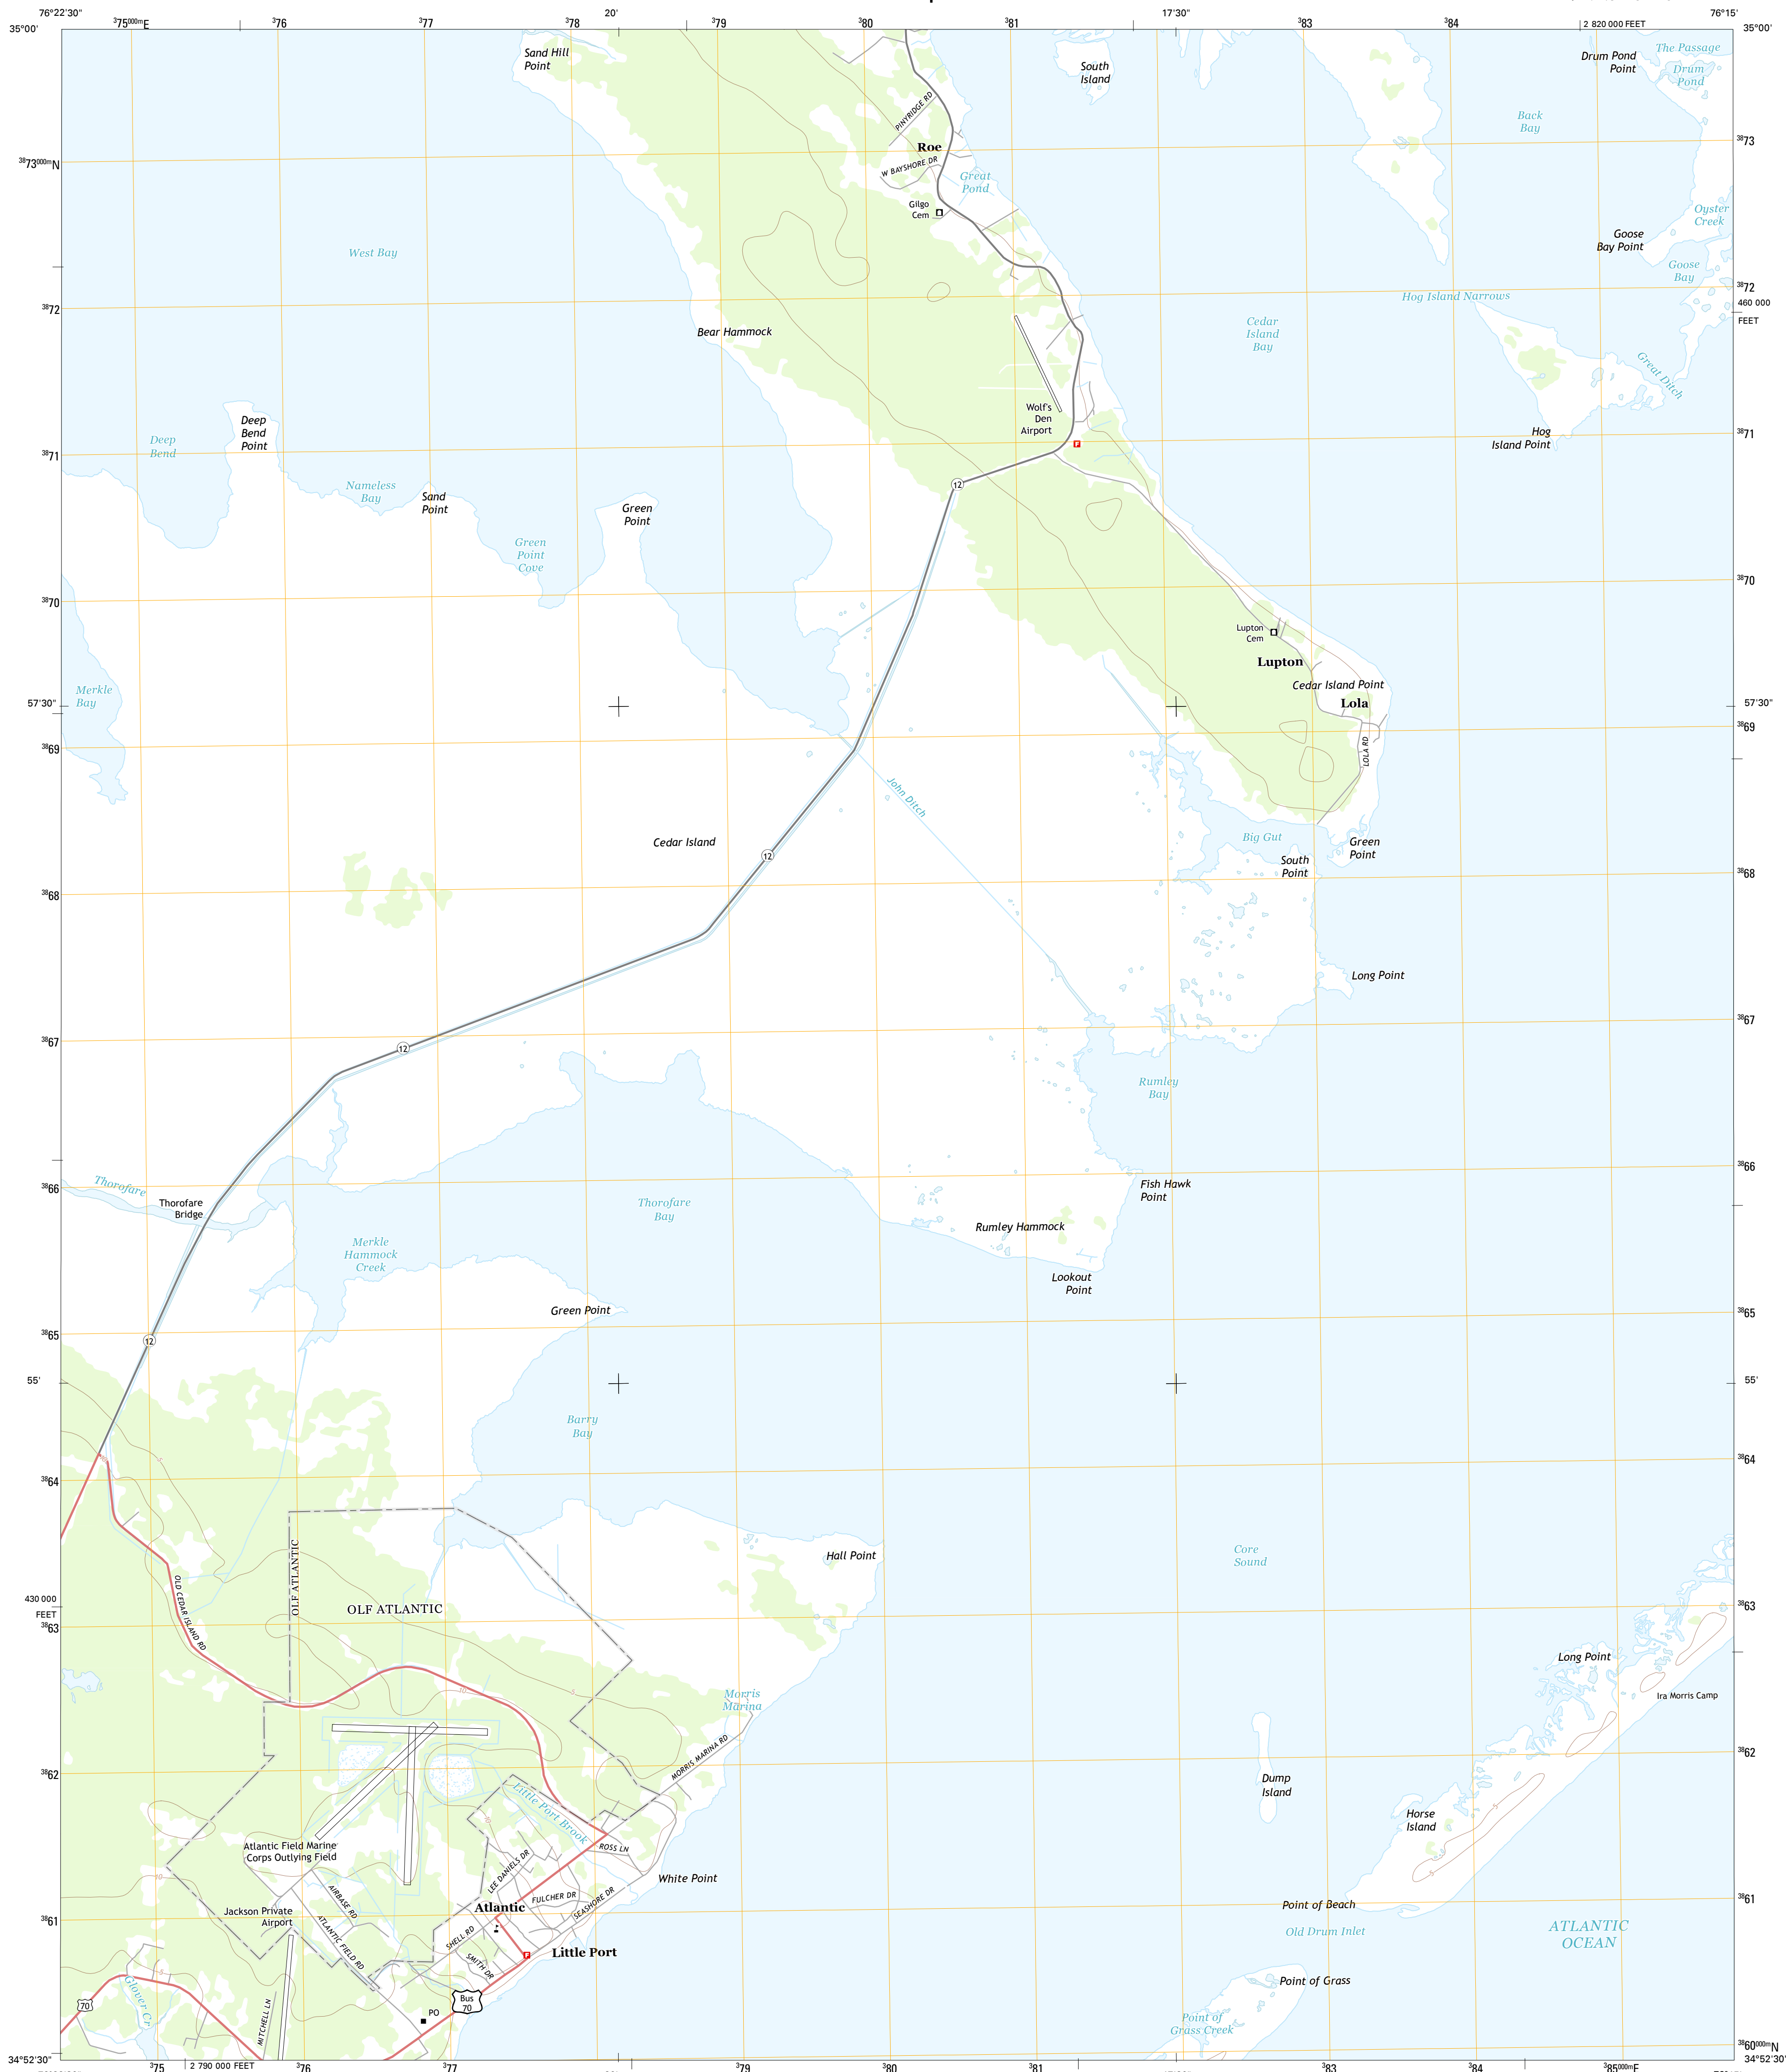 76°22'30"
³75⁰⁰⁰ᵐE
³76
³77
³78
20'
³79
³80
³81
17'30"
³83
³84
2 820 000 FEET
76°15'
35°00'
35°00'
Sand Hill
Point
South
Island
Drum Pond
Point
The Passage
Drum
Pond
PINYRIDGE RD
Back
Bay
Roe
³⁸73
³⁸73⁰⁰⁰ᵐN
W BAYSHORE DR
Great
Pond
Gilgo
Cem
Oyster
Creek
Goose
Bay Point
West Bay
Goose
Bay
³⁸72
Hog Island Narrows
460 000
FEET
³⁸72
Bear Hammock
Cedar
Island
Bay
Great Ditch
Wolf's
Den
Airport
F
Deep
Bend
Point
Deep
Bend
Hog
Island Point
³⁸71
³⁸71
12
Nameless
Bay
Sand
Point
Green
Point
Green
Point
Cove
³⁸70
³⁸70
Lupton
Cem
Lupton
Cedar Island Point
Lola
Merkle
Bay
57'30"
57'30"
³⁸69
³⁸69
LOLA RD
John Ditch
Cedar Island
12
Big Gut
Green
Point
South
Point
³⁸68
³⁸68
Long Point
³⁸67
³⁸67
12
Rumley
Bay
³⁸66
³⁸66
Thorofare
Thorofare
Bridge
Thorofare
Bay
Fish Hawk
Point
Rumley Hammock
Merkle
Hammock
Creek
Lookout
Point
Green Point
³⁸65
³⁸65
12
55'
55'
Barry
Bay
10
5
³⁸64
³⁸64
Hall Point
Core
Sound
OLD CEDAR ISLAND RD
OLF ATLANTIC
OLF ATLANTIC
430 000
FEET
³⁸63
³⁸63
Long Point
Ira Morris Camp
10
5
Morris
Marina
MORRIS MARINA RD
³⁸62
³⁸62
Dump
Island
Little Port Brook
10
Horse
Island
5
5
Atlantic Field Marine
Corps Outlying Field
ROSS LN
LEE DANIELS DR
White Point
10
FULCHER DR
SEASHORE DR
AIRBASE RD
Atlantic
Jackson Private
Airport
³⁸61
³⁸61
Point of Beach
Old Drum Inlet
ATLANTIC
OCEAN
ATLANTIC FIELD RD
SHELL RD
SMITH DR
F
Little Port
5
Glover Cr
Point of Grass
Bus
70
70
PO
MITCHELL LN
Point of
Grass Creek
³⁸60⁰⁰⁰ᵐN
34°52'30"
34°52'30"
³75
2 790 000 FEET
³76
³77
³79
³80
³81
³83
³84
³85⁰⁰⁰ᵐE